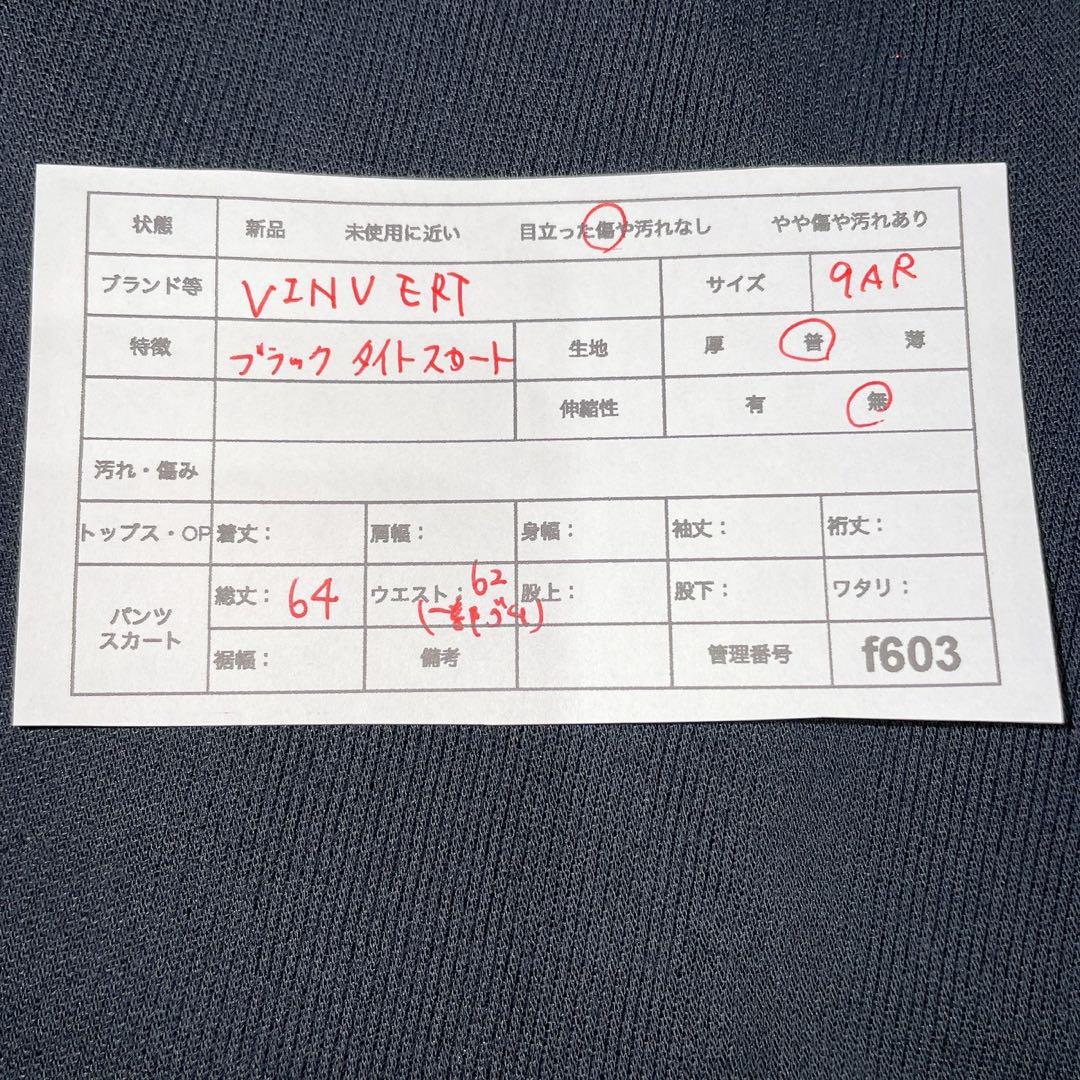 状態 新品 未使用に近い 目立った傷や汚れなし やや傷や汚れあり
ブランド等 VINVERT サイズ 9AR
特徴 ブラック タイトスカート 生地 厚 普 薄
伸縮性 有 無
汚れ・傷み
トップス・OP 着丈： 肩幅： 身幅： 袖丈： 裄丈：
パンツ スカート 総丈：64 ウエスト：62 股上： 股下： ワタリ：
(一部ゴム)
裾幅： 備考 管理番号 f603